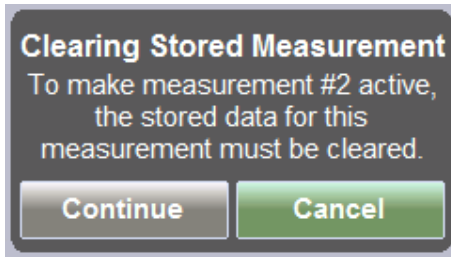 Clearing Stored Measurement
To make measurement #2 active,
the stored data for this
measurement must be cleared.
Continue
Cancel